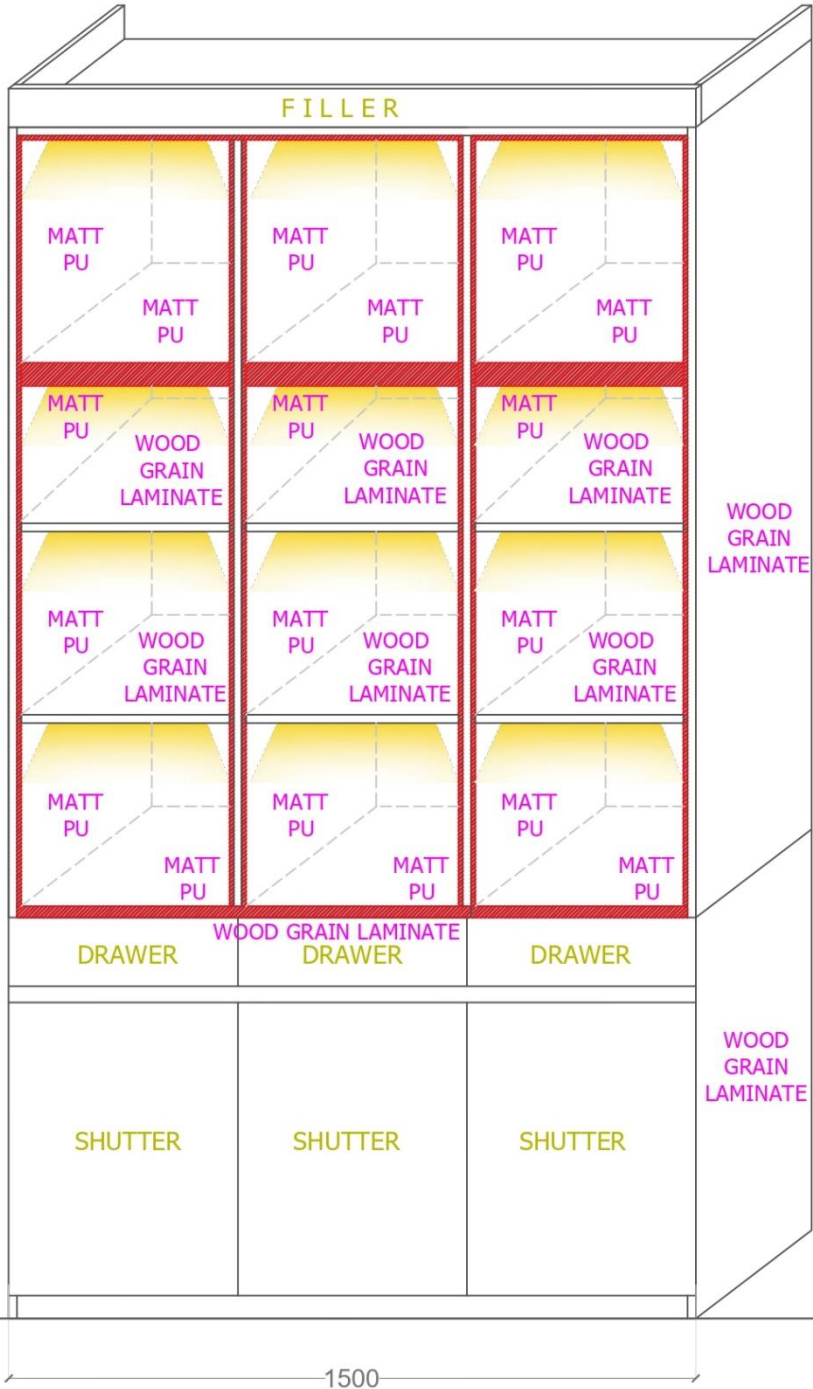 FILLER
MATT
PU
MATT
PU
MATT
PU
MATT
PU
MATT
PU
MATT
PU
MATT
PU
WOOD
GRAIN
LAMINATE
MATT
PU
WOOD
GRAIN
LAMINATE
MATT
PU
WOOD
GRAIN
LAMINATE
WOOD
GRAIN
LAMINATE
MATT
PU
WOOD
GRAIN
LAMINATE
MATT
PU
WOOD
GRAIN
LAMINATE
MATT
PU
WOOD
GRAIN
LAMINATE
MATT
PU
MATT
PU
MATT
PU
MATT
PU
MATT
PU
MATT
PU
WOOD GRAIN LAMINATE
DRAWER
DRAWER
DRAWER
WOOD
GRAIN
LAMINATE
SHUTTER
SHUTTER
SHUTTER
1500